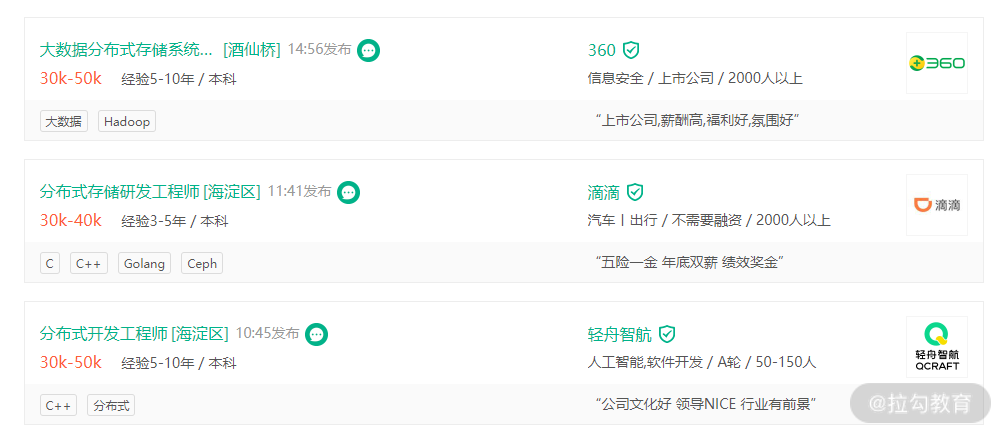 大数据分布式存储系统... [酒仙桥] 14:56发布
360
30k-50k 经验5-10年 / 本科
信息安全 / 上市公司 / 2000人以上
360
大数据 Hadoop
“上市公司,薪酬高,福利好,氛围好”
分布式存储研发工程师 [海淀区] 11:41发布
滴滴
30k-40k 经验3-5年 / 本科
汽车丨出行 / 不需要融资 / 2000人以上
滴滴
C C++ Golang Ceph
“五险一金 年底双薪 绩效奖金”
分布式开发工程师 [海淀区] 10:45发布
轻舟智航
30k-50k 经验5-10年 / 本科
人工智能,软件开发 / A轮 / 50-150人
轻舟智航
QCRAFT
C++ 分布式
“公司文化好 领导NICE 行业有前景”
@拉勾教育